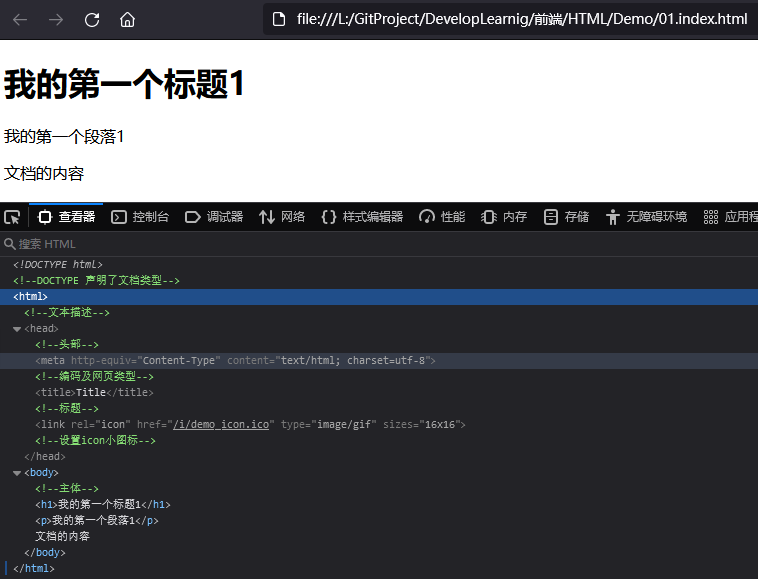 file:///L:/GitProject/DevelopLearnig/前端/HTML/Demo/01.index.html
我的第一个标题1
我的第一个段落1
文档的内容
查看器 控制台 调试器 网络 样式编辑器 性能 内存 存储 无障碍环境 应用程
搜索 HTML
<!DOCTYPE html>
<!--DOCTYPE 声明了文档类型-->
<html>
<!--文本描述-->
<head>
<!--头部-->
<meta http-equiv="Content-Type" content="text/html; charset=utf-8">
<!--编码及网页类型-->
<title>Title</title>
<!--标题-->
<link rel="icon" href="/i/demo_icon.ico" type="image/gif" sizes="16x16">
<!--设置icon小图标-->
</head>
<body>
<!--主体-->
<h1>我的第一个标题1</h1>
<p>我的第一个段落1</p>
文档的内容
</body>
</html>